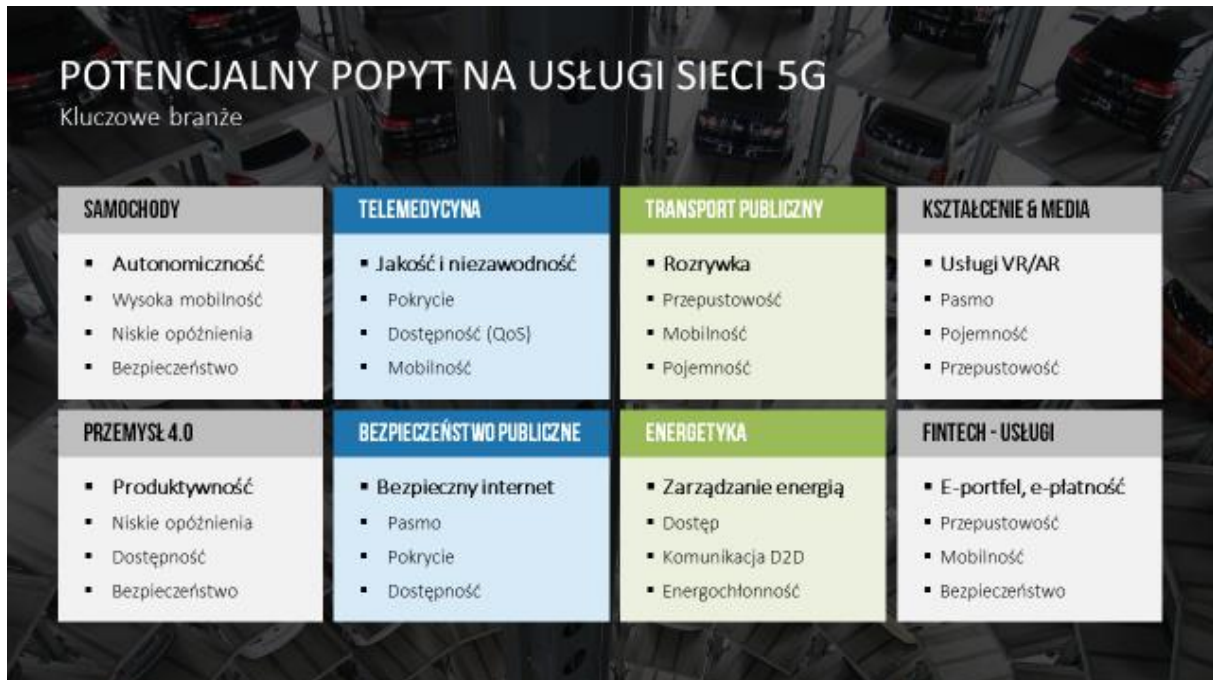 POTENCJALNY POPYT NA USŁUGI SIECI 5G
Kluczowe branże
SAMOCHODY
▪ Autonomiczność
▪ Wysoka mobilność
▪ Niskie opóźnienia
▪ Bezpieczeństwo
TELEMEDYCYNA
▪ Jakość i niezawodność
▪ Pokrycie
▪ Dostępność (QoS)
▪ Mobilność
TRANSPORT PUBLICZNY
▪ Rozrywka
▪ Przepustowość
▪ Mobilność
▪ Pojemność
KSZTAŁCENIE & MEDIA
▪ Usługi VR/AR
▪ Pasmo
▪ Pojemność
▪ Przepustowość
PRZEMYSŁ 4.0
▪ Produktywność
▪ Niskie opóźnienia
▪ Dostępność
▪ Bezpieczeństwo
BEZPIECZEŃSTWO PUBLICZNE
▪ Bezpieczny internet
▪ Pasmo
▪ Pokrycie
▪ Dostępność
ENERGETYKA
▪ Zarządzanie energią
▪ Dostęp
▪ Komunikacja D2D
▪ Energochłonność
FINTECH - USŁUGI
▪ E-portfel, e-płatność
▪ Przepustowość
▪ Mobilność
▪ Bezpieczeństwo